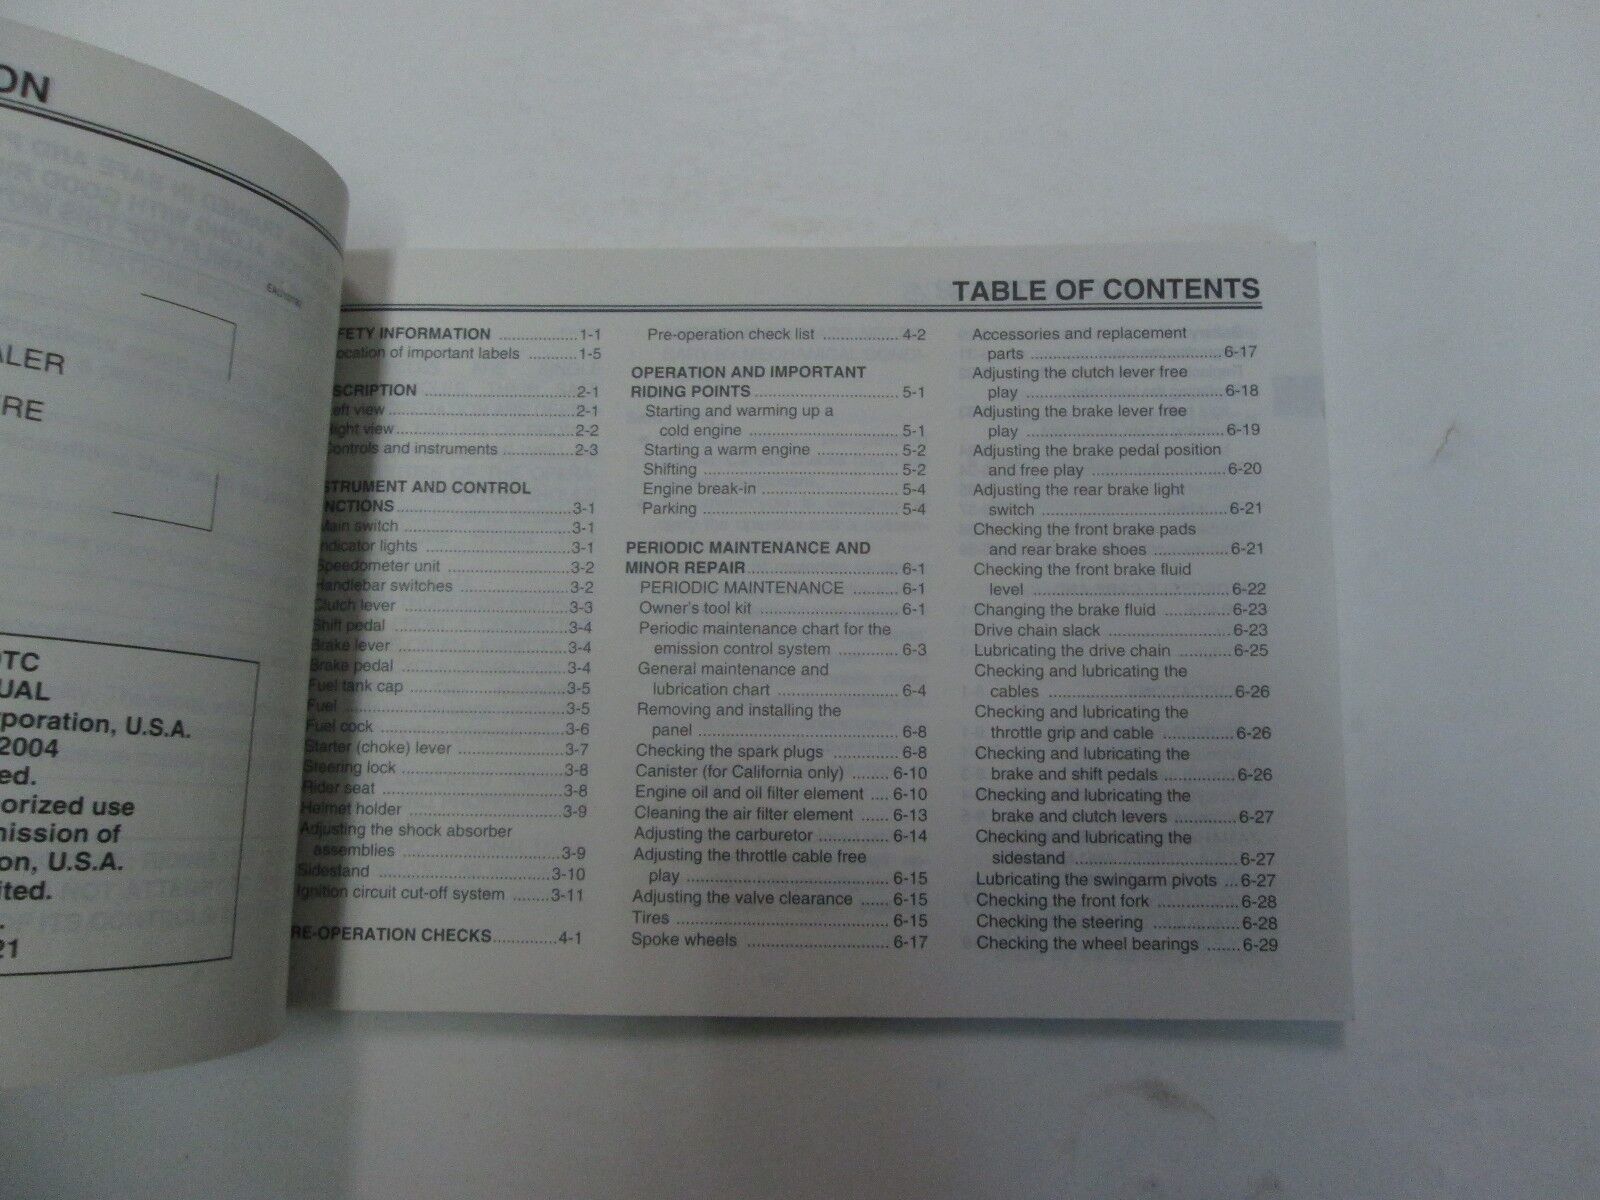 ON
ALER
RE
OTC
UAL
rporation, U.S.A.
2004
ed.
orized use
nission of
on, U.S.A.
ited.
.
21
TABLE OF CONTENTS
FETY INFORMATION ..................1-1
ocation of important labels ...........1-5
SCRIPTION ..................................2-1
eft view ..........................................2-1
ight view.........................................2-2
ontrols and instruments ................2-3
STRUMENT AND CONTROL
NCTIONS........................................3-1
Main switch ....................................3-1
ndicator lights ................................3-1
Speedometer unit ..........................3-2
Handlebar switches .......................3-2
Clutch lever ....................................3-3
Shift pedal .....................................3-4
Brake lever ....................................3-4
Brake pedal ...................................3-4
Fuel tank cap .................................3-5
Fuel ................................................3-5
Fuel cock .......................................3-6
Starter (choke) lever ......................3-7
Steering lock ..................................3-8
Rider seat ......................................3-8
Helmet holder ................................3-9
Adjusting the shock absorber
assemblies ....................................3-9
Sidestand .....................................3-10
Ignition circuit cut-off system ........3-11
RE-OPERATION CHECKS..............4-1
Pre-operation check list .................4-2
OPERATION AND IMPORTANT
RIDING POINTS ................................5-1
Starting and warming up a
cold engine ................................5-1
Starting a warm engine ..................5-2
Shifting ..........................................5-2
Engine break-in ..............................5-4
Parking ...........................................5-4
PERIODIC MAINTENANCE AND
MINOR REPAIR.................................6-1
PERIODIC MAINTENANCE ..........6-1
Owner's tool kit ..............................6-1
Periodic maintenance chart for the
emission control system .............6-3
General maintenance and
lubrication chart ..........................6-4
Removing and installing the
panel ..........................................6-8
Checking the spark plugs ..............6-8
Canister (for California only) ........6-10
Engine oil and oil filter element ....6-10
Cleaning the air filter element ......6-13
Adjusting the carburetor ...............6-14
Adjusting the throttle cable free
play ...........................................6-15
Adjusting the valve clearance ......6-15
Tires .............................................6-15
Spoke wheels ..............................6-17
Accessories and replacement
parts .........................................6-17
Adjusting the clutch lever free
play ...........................................6-18
Adjusting the brake lever free
play ...........................................6-19
Adjusting the brake pedal position
and free play .............................6-20
Adjusting the rear brake light
switch ........................................6-21
Checking the front brake pads
and rear brake shoes ................6-21
Checking the front brake fluid
level ..........................................6-22
Changing the brake fluid ..............6-23
Drive chain slack ..........................6-23
Lubricating the drive chain ...........6-25
Checking and lubricating the
cables .......................................6-26
Checking and lubricating the
throttle grip and cable ...............6-26
Checking and lubricating the
brake and shift pedals ...............6-26
Checking and lubricating the
brake and clutch levers .............6-27
Checking and lubricating the
sidestand ...................................6-27
Lubricating the swingarm pivots ...6-27
Checking the front fork .................6-28
Checking the steering ..................6-28
Checking the wheel bearings .......6-29